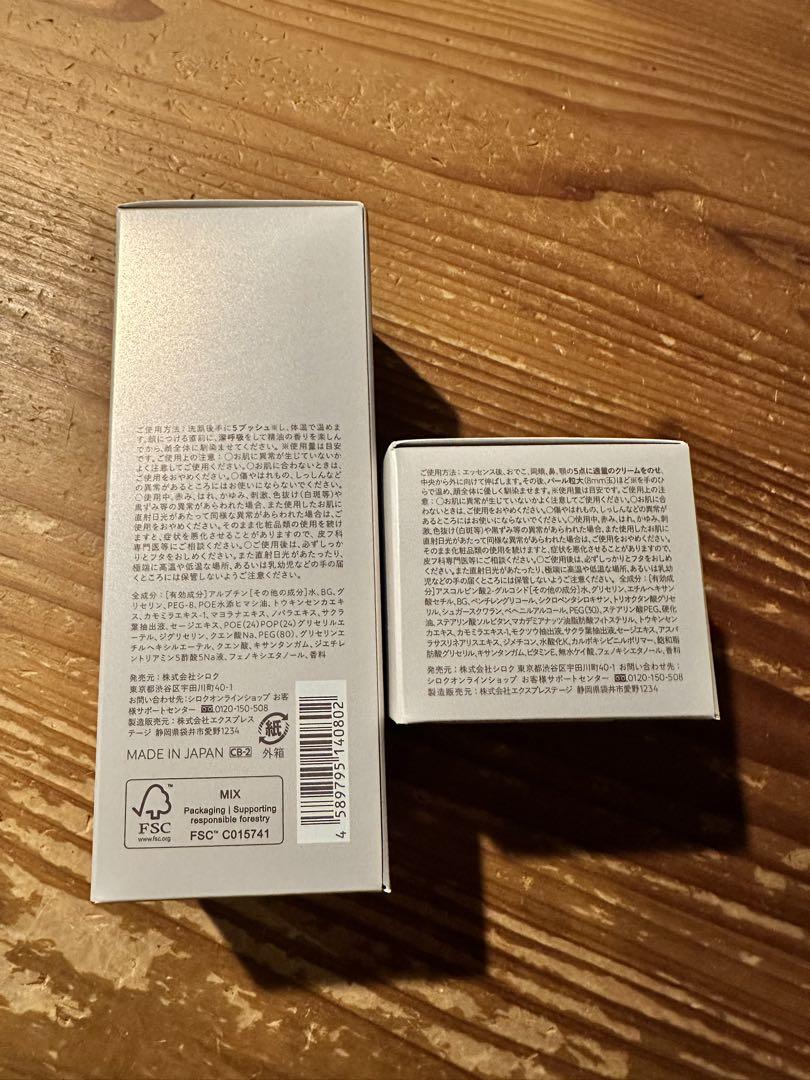 ご使用方法：洗顔後手に5プッシュ※し、体温で温めま
す。顔につける直前に、深呼吸をして精油の香りを楽しん
でから、顔全体に馴染ませてください。※使用量は目安
です。ご使用上の注意：○お肌に異常が生じていないか
よく注意してご使用ください。○お肌に合わないときは、
ご使用をおやめください。○傷やはれもの、しっしんなど
の異常があるところにはお使いにならないでください。
○使用中、赤み、はれ、かゆみ、刺激、色抜け(白斑等)や
黒ずみ等の異常があらわれた場合、また使用したお肌に
直射日光があたって同様な異常があらわれた場合は、ご
使用をおやめください。そのまま化粧品類の使用を続け
ますと、症状を悪化させることがありますので、皮フ科
専門医等にご相談ください。○ご使用後は、必ずしっか
りとフタをおしめください。また直射日光のあたったり、
極端に高温や低温な場所、あるいは乳幼児などの手の届
くところには保管しないようご注意ください。
全成分：[有効成分]アルブチン[その他の成分]水、BG、グ
リセリン、PEG-8、POE水添ヒマシ油、トウキンセンカエキ
ス、カモミラエキス-1、マヨラナエキス、ノバラエキス、サクラ
葉抽出液、セージエキス、POE(24)POP(24)グリセリルエ
ーテル、ジグリセリン、クエン酸Na、PEG(80)、グリセリンエ
チルヘキシルエーテル、クエン酸、キサンタンガム、ジエチレ
ントリアミン5酢酸5Na液、フェノキシエタノール、香料
発売元：株式会社シロク
東京都渋谷区宇田川町40-1
お問い合わせ先：シロクオンラインショップ お客
様サポートセンター 0120-150-508
製造販売元：株式会社エクスプレス
テージ 静岡県袋井市愛野1234
MADE IN JAPAN CB-2 紙 外箱
FSC
www.fsc.org
MIX
Packaging | Supporting
responsible forestry
FSC™ C015741
4 589795 140802
ご使用方法：エッセンス後、おでこ、両頬、鼻、顎の5点に適量のクリームをのせ、
中央から外に向けて伸ばします。その後、パール粒大(8mm玉)ほど※を手のひ
らで温め、顔全体に優しく馴染ませます。※使用量は目安です。ご使用上の注
意：○お肌に異常が生じていないかよく注意してご使用ください。○お肌に合わ
ないときは、ご使用をおやめください。○傷やはれもの、しっしんなどの異常が
あるところにはお使いにならないでください。○使用中、赤み、はれ、かゆみ、刺
激、色抜け(白斑等)や黒ずみ等の異常があらわれた場合、また使用したお肌に
直射日光があたって同様な異常があらわれた場合は、ご使用をおやめください。
そのまま化粧品類の使用を続けますと、症状を悪化させることがありますので、
皮フ科専門医等にご相談ください。○ご使用後は、必ずしっかりとフタをおしめく
ださい。また直射日光のあたったり、極端に高温や低温な場所、あるいは乳幼
児などの手の届くところには保管しないようご注意ください。 全成分：[有効成
分]アスコルビン酸2-グルコシド[その他の成分]水、グリセリン、エチルヘキサン
酸セチル、BG、ペンチレングリコール、シクロペンタシロキサン、トリオクタン酸グリセ
リル、シュガースクワラン、ベヘニルアルコール、PEG(30)、ステアリン酸PEG、硬化
油、ステアリン酸ソルビタン、マカデミアナッツ油脂肪酸フィトステリル、トウキンセン
カエキス、カモミラエキス-1、モクツウ抽出液、サクラ葉抽出液、セージエキス、アスパ
ラサスリネアリスエキス、ジメチコン、水酸化K、カルボキシビニルポリマー、飽和脂
肪酸グリセリル、キサンタンガム、ビタミンE、無水ケイ酸、フェノキシエタノール、香料
発売元：株式会社シロク 東京都渋谷区宇田川町40-1 お問い合わせ先：
シロクオンラインショップ お客様サポートセンター 0120-150-508
製造販売元：株式会社エクスプレステージ 静岡県袋井市愛野1234